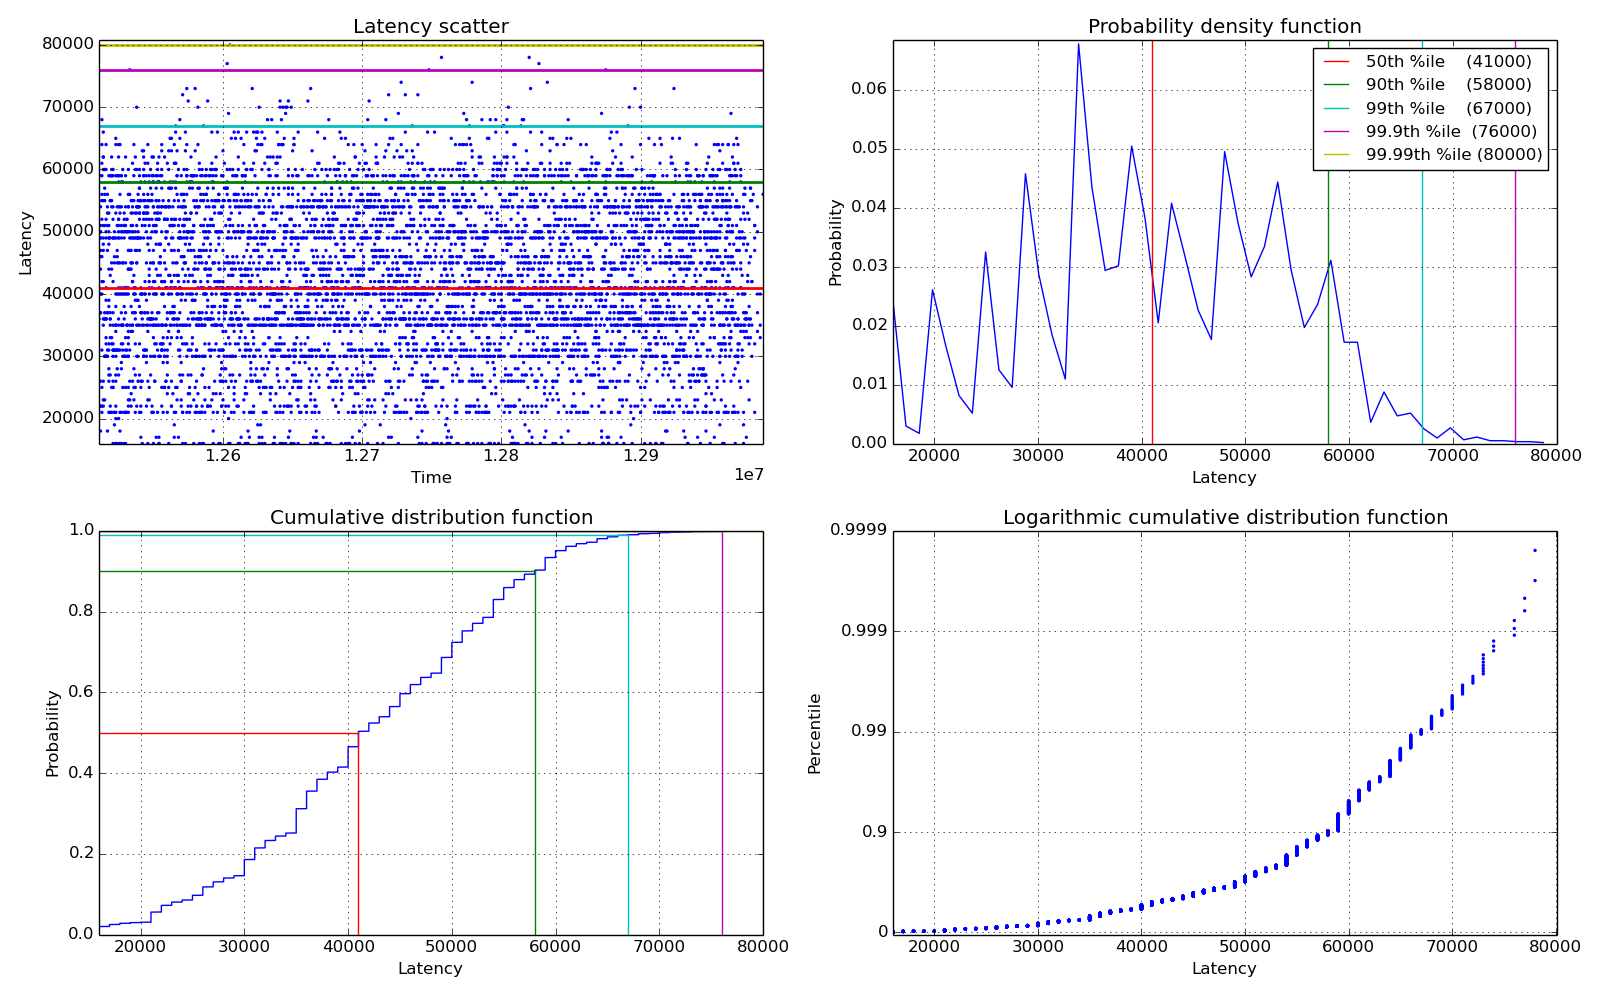 Latency scatter
80000
70000
60000
50000
40000
30000
20000
Latency
1.26
1.27
1.28
1.29
1e7
Time
Probability density function
50th %ile (41000)
90th %ile (58000)
99th %ile (67000)
99.9th %ile (76000)
99.99th %ile (80000)
0.06
0.05
0.04
0.03
0.02
0.01
0.00
Probability
20000
30000
40000
50000
60000
70000
80000
Latency
Cumulative distribution function
1.0
0.8
0.6
0.4
0.2
0.0
Probability
20000
30000
40000
50000
60000
70000
80000
Latency
Logarithmic cumulative distribution function
0.9999
0.999
0.99
0.9
0
Percentile
20000
30000
40000
50000
60000
70000
80000
Latency